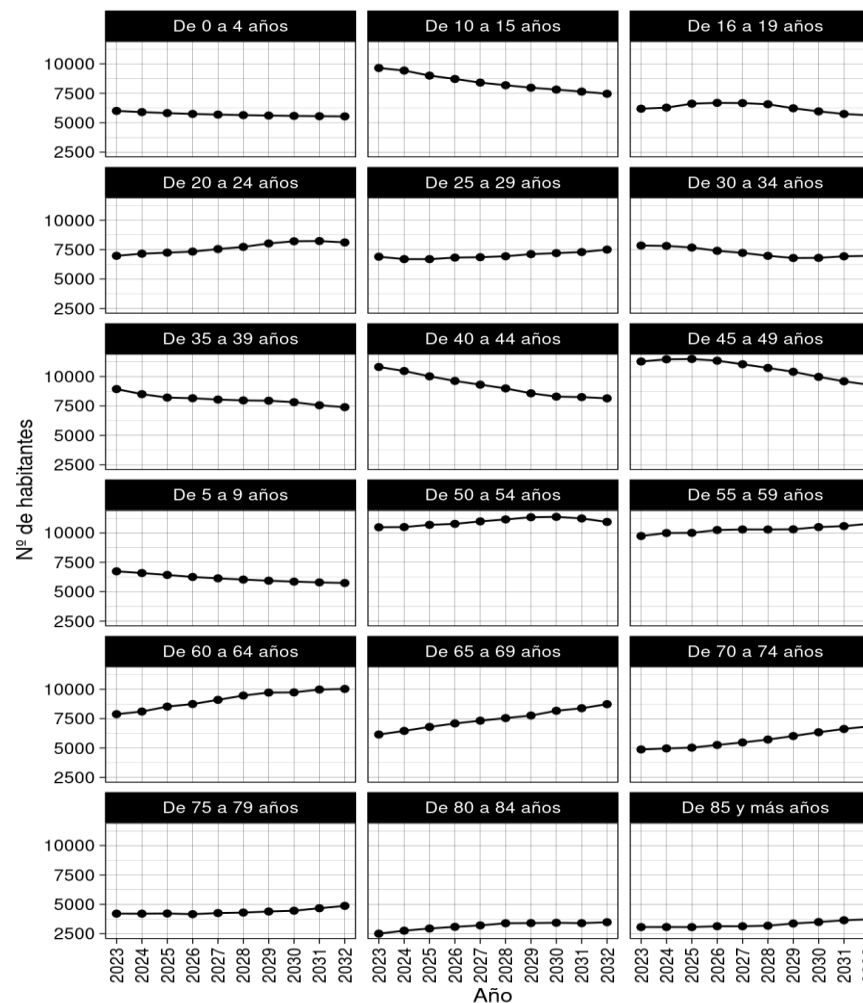 De 0 a 4 años
De 10 a 15 años
De 16 a 19 años
10000
7500
5000
2500
De 20 a 24 años
De 25 a 29 años
De 30 a 34 años
10000
7500
5000
2500
De 35 a 39 años
De 40 a 44 años
De 45 a 49 años
10000
7500
5000
2500
Nº de habitantes
De 5 a 9 años
De 50 a 54 años
De 55 a 59 años
10000
7500
5000
2500
De 60 a 64 años
De 65 a 69 años
De 70 a 74 años
10000
7500
5000
2500
De 75 a 79 años
De 80 a 84 años
De 85 y más años
10000
7500
5000
2500
2023 2024 2025 2026 2027 2028 2029 2030 2031 2032
2023 2024 2025 2026 2027 2028 2029 2030 2031 2032
2023 2024 2025 2026 2027 2028 2029 2030 2031
Año